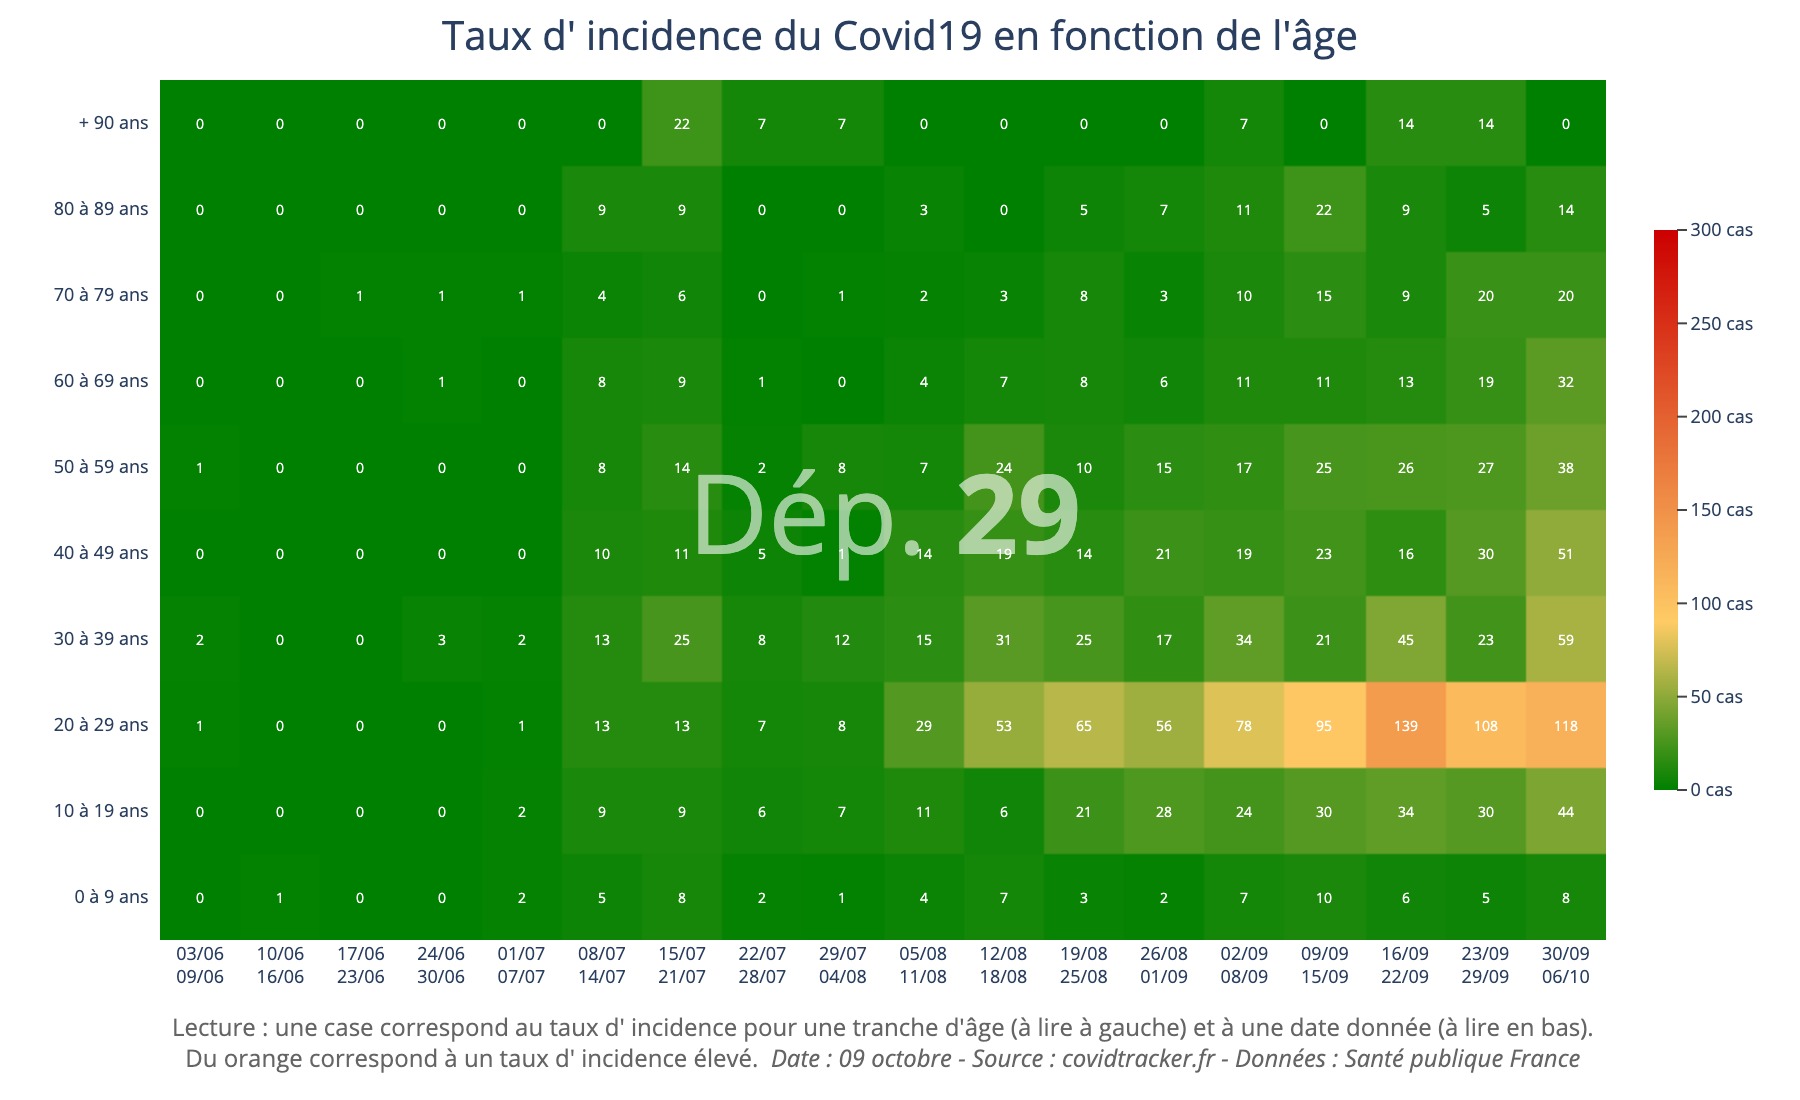 Taux d' incidence du Covid19 en fonction de l'âge
+ 90 ans 0 0 0 0 0 0 22 7 7 0 0 0 0 7 0 14 14 0
80 à 89 ans 0 0 0 0 0 9 9 0 0 3 0 5 7 11 22 9 5 14
70 à 79 ans 0 0 1 1 1 4 6 0 1 2 3 8 3 10 15 9 20 20
60 à 69 ans 0 0 0 1 0 8 9 1 0 4 7 8 6 11 11 13 19 32
50 à 59 ans 1 0 0 0 0 8 14 2 8 7 24 10 15 17 25 26 27 38
Dép. 29
40 à 49 ans 0 0 0 0 0 10 11 5 1 14 19 14 21 19 23 16 30 51
30 à 39 ans 2 0 0 3 2 13 25 8 12 15 31 25 17 34 21 45 23 59
20 à 29 ans 1 0 0 0 1 13 13 7 8 29 53 65 56 78 95 139 108 118
10 à 19 ans 0 0 0 0 2 9 9 6 7 11 6 21 28 24 30 34 30 44
0 à 9 ans 0 1 0 0 2 5 8 2 1 4 7 3 2 7 10 6 5 8
03/06 10/06 17/06 24/06 01/07 08/07 15/07 22/07 29/07 05/08 12/08 19/08 26/08 02/09 09/09 16/09 23/09 30/09
09/06 16/06 23/06 30/06 07/07 14/07 21/07 28/07 04/08 11/08 18/08 25/08 01/09 08/09 15/09 22/09 29/09 06/10
300 cas
250 cas
200 cas
150 cas
100 cas
50 cas
0 cas
Lecture : une case correspond au taux d' incidence pour une tranche d'âge (à lire à gauche) et à une date donnée (à lire en bas).
Du orange correspond à un taux d' incidence élevé. Date : 09 octobre - Source : covidtracker.fr - Données : Santé publique France